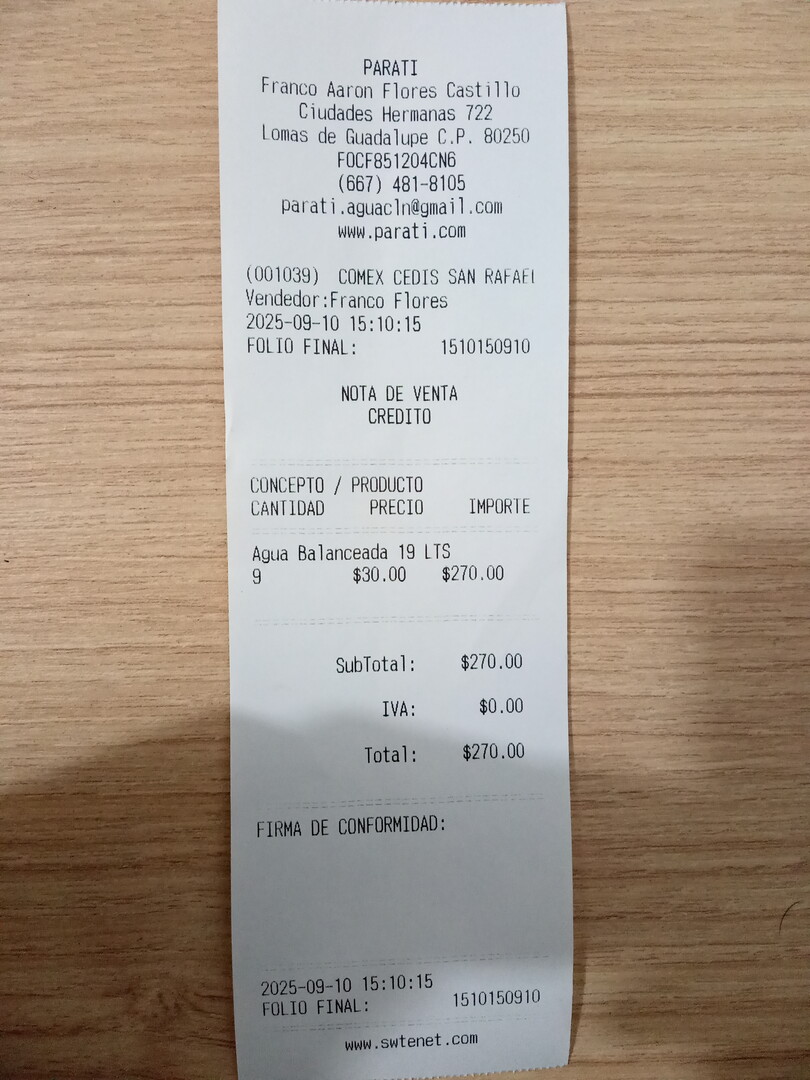 PARATI
Franco Aaron Flores Castillo
Ciudades Hermanas 722
Lomas de Guadalupe C.P. 80250
FOCF851204CN6
(667) 481-8105
parati.aguacln@gmail.com
www.parati.com
(001039) COMEX CEDIS SAN RAFAEL
Vendedor:Franco Flores
2025-09-10 15:10:15
FOLIO FINAL: 1510150910
NOTA DE VENTA
CREDITO
CONCEPTO / PRODUCTO
CANTIDAD PRECIO IMPORTE
Agua Balanceada 19 LTS
9 $30.00 $270.00
SubTotal: $270.00
IVA: $0.00
Total: $270.00
FIRMA DE CONFORMIDAD:
2025-09-10 15:10:15
FOLIO FINAL: 1510150910
www.swtenet.com